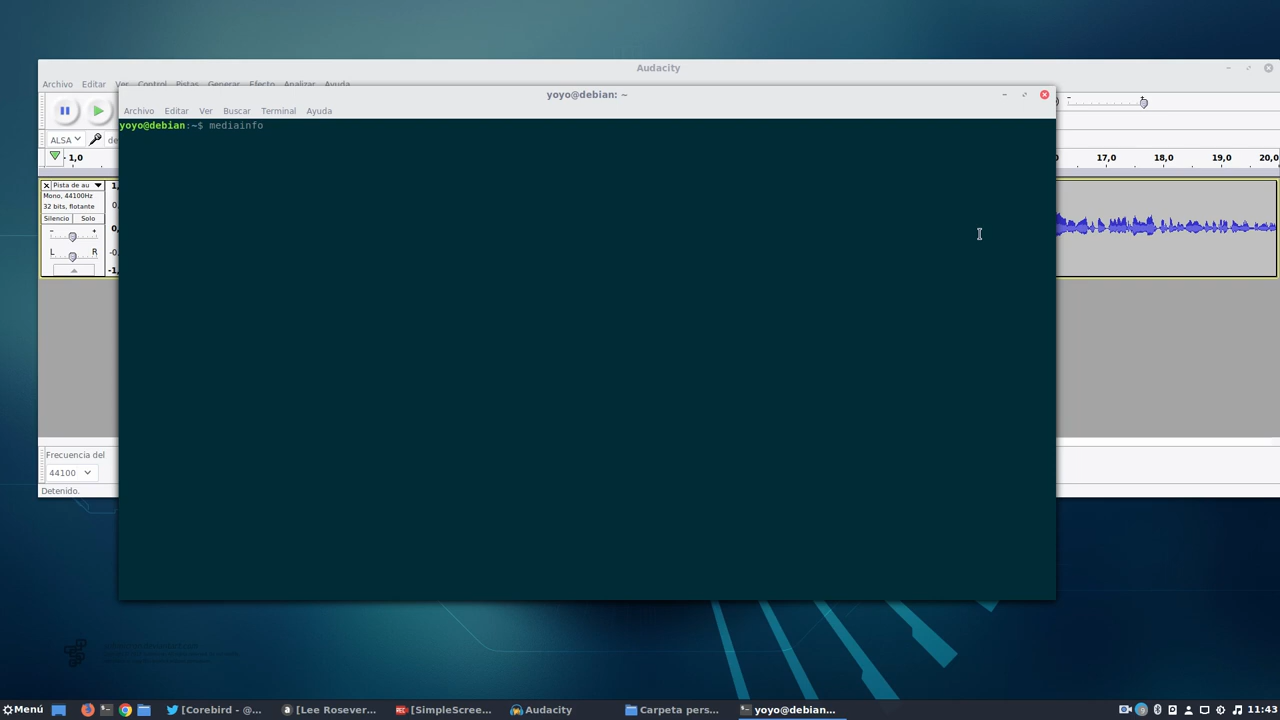 Audacity
Archivo Editar Ver Control Pistas Generar Efecto Analizar Ayuda
yoyo@debian: ~
Archivo Editar Ver Buscar Terminal Ayuda
yoyo@debian:~$ mediainfo
ALSA
- 1,0
17,0 18,0 19,0 20,0
Pista de au
Mono, 44100Hz
32 bits, flotante
Silencio Solo
- +
L R
Frecuencia del
44100
Detenido.
Menú [Corebird - @... [Lee Rosever... [SimpleScree... Audacity Carpeta pers... yoyo@debian... 11:43